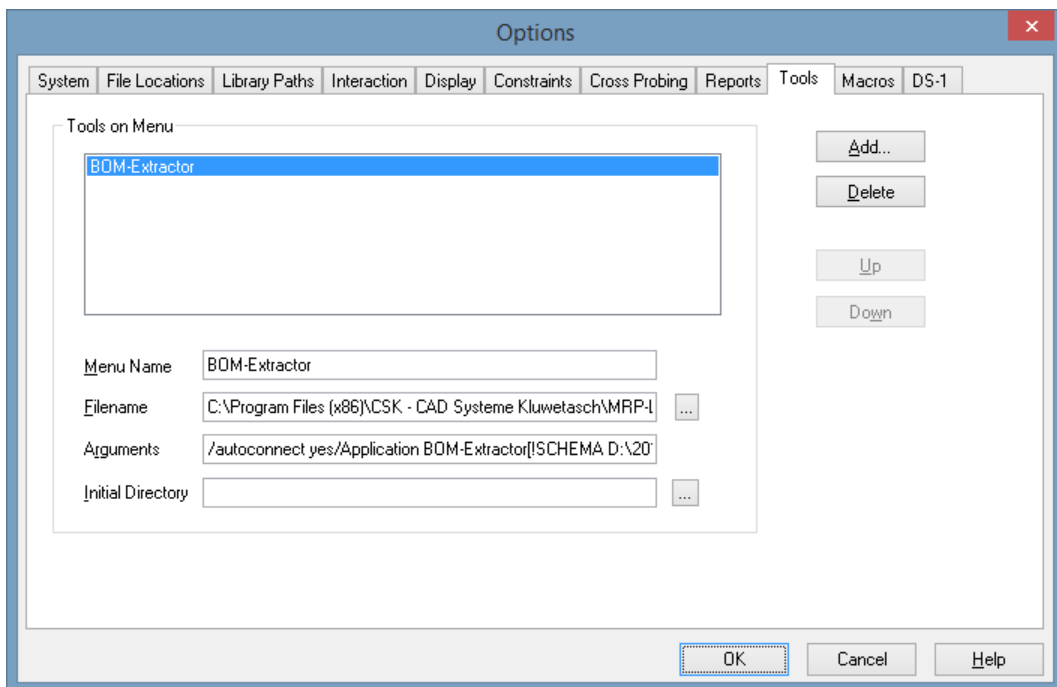 Options
System File Locations Library Paths Interaction Display Constraints Cross Probing Reports Tools Macros DS-1
Tools on Menu
BOM-Extractor
Add...
Delete
Up
Down
Menu Name BOM-Extractor
Filename C:\Program Files (x86)\CSK - CAD Systeme Kluwetasch\MRP- ...
Arguments /autoconnect yes/Application BOM-Extractor[!SCHEMA D:\20
Initial Directory ...
OK Cancel Help